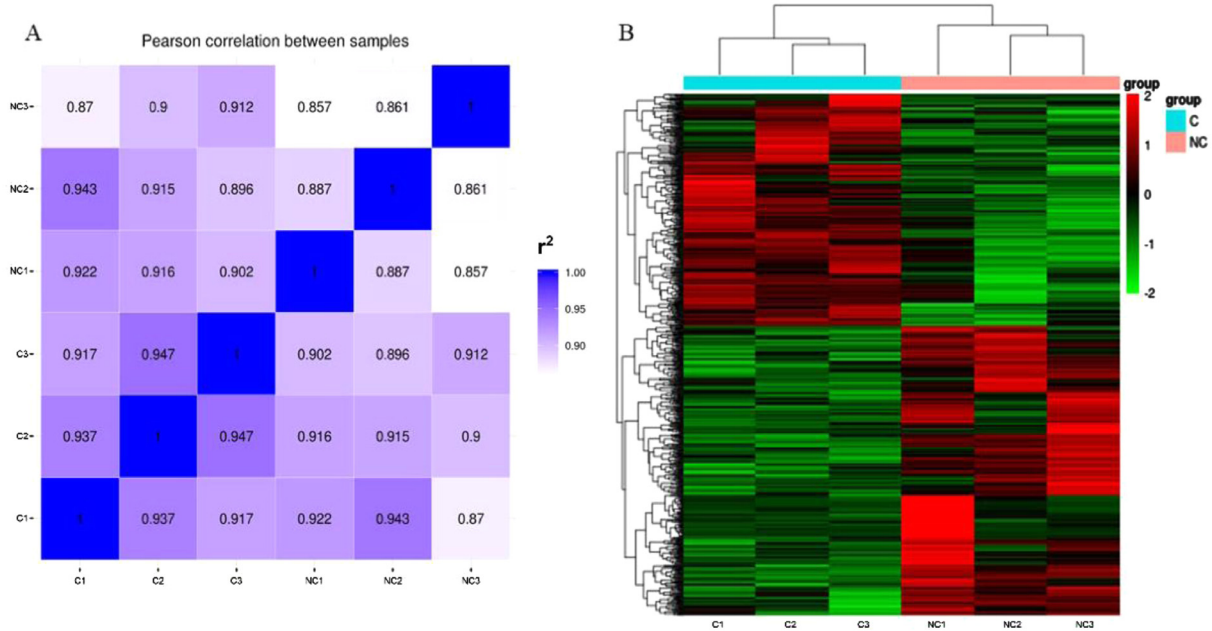 A
Pearson correlation between samples
NC3 0.87 0.9 0.912 0.857 0.861 1
NC2 0.943 0.915 0.896 0.887 1 0.861
NC1 0.922 0.916 0.902 1 0.887 0.857
C3 0.917 0.947 1 0.902 0.896 0.912
C2 0.937 1 0.947 0.916 0.915 0.9
C1 1 0.937 0.917 0.922 0.943 0.87
C1 C2 C3 NC1 NC2 NC3
r²
1.00
0.95
0.90
B
group
2
1
0
-1
-2
group
C
NC
C1 C2 C3 NC1 NC2 NC3